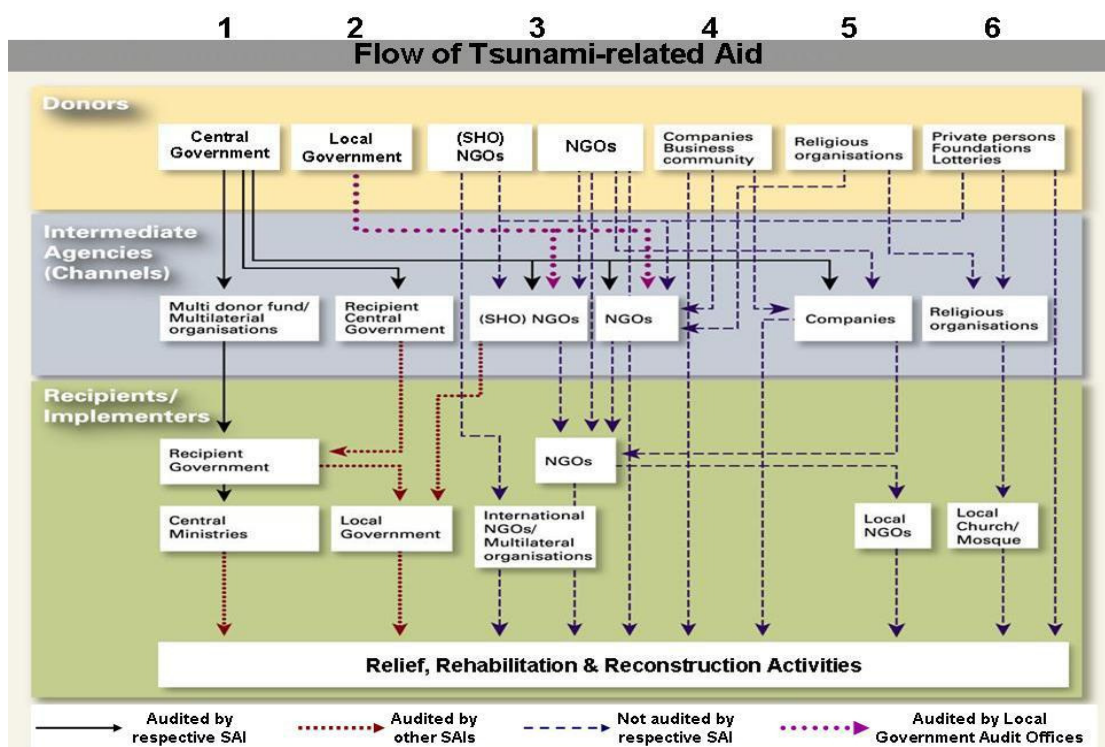 1 2 3 4 5 6
Flow of Tsunami-related Aid
Donors
Central
Government
Local
Government
(SHO)
NGOs
NGOs
Companies
Business
community
Religious
organisations
Private persons
Foundations
Lotteries
Intermediate
Agencies
(Channels)
Multi donor fund/
Multilaterial
organisations
Recipient
Central
Government
(SHO) NGOs
NGOs
Companies
Religious
organisations
Recipients/
Implementers
Recipient
Government
NGOs
Central
Ministries
Local
Government
International
NGOs/
Multilateral
organisations
Local
NGOs
Local
Church/
Mosque
Relief, Rehabilitation & Reconstruction Activities
Audited by
respective SAI
Audited by
other SAIs
Not audited by
respective SAI
Audited by Local
Government Audit Offices